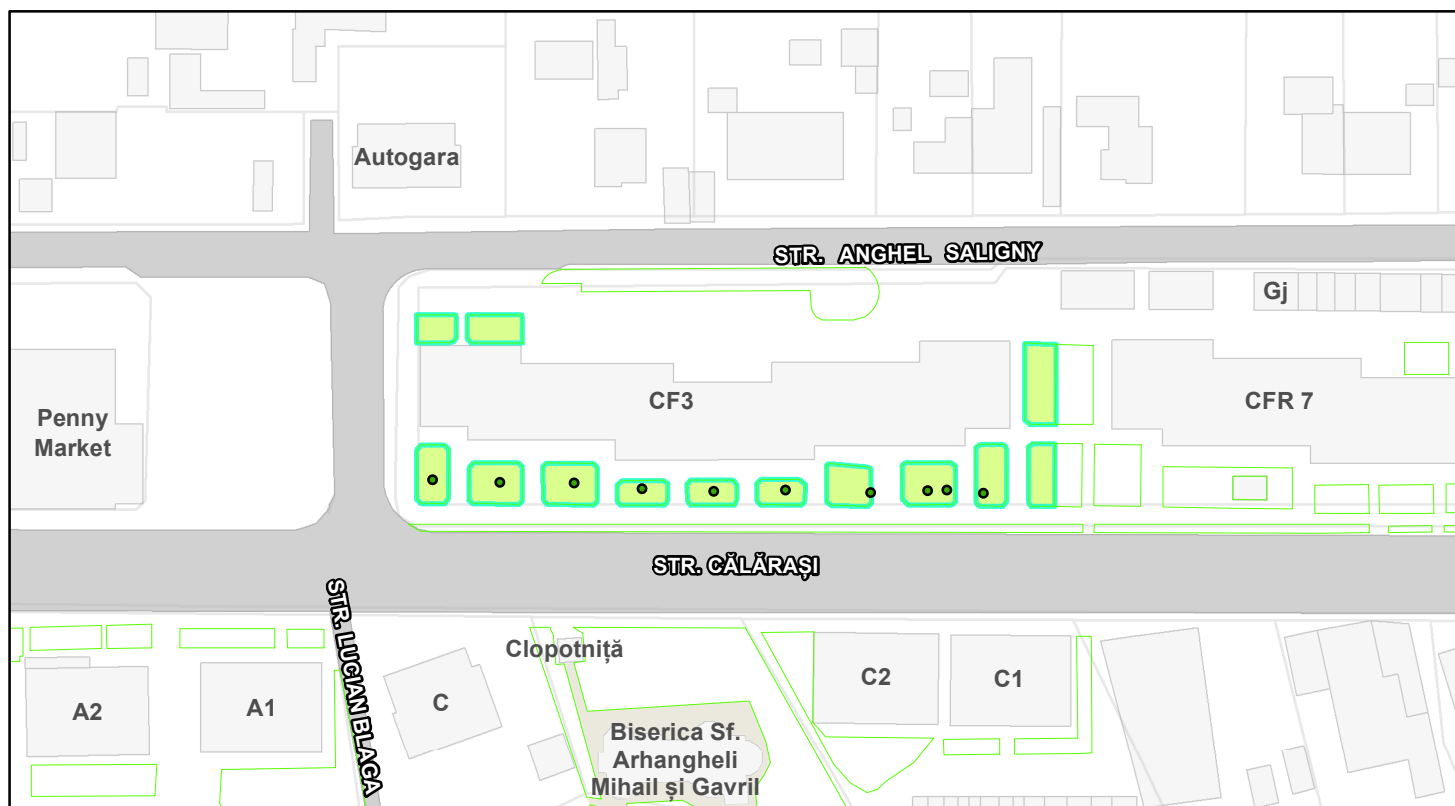 Autogara
STR. ANGHEL SALIGNY
Gj
Penny
Market
CF3
CFR 7
STR. CĂLĂRAȘI
STR. LUCIAN BLAGA
Clopotniță
A2
A1
C
C2
C1
Biserica Sf.
Arhangheli
Mihail și Gavril